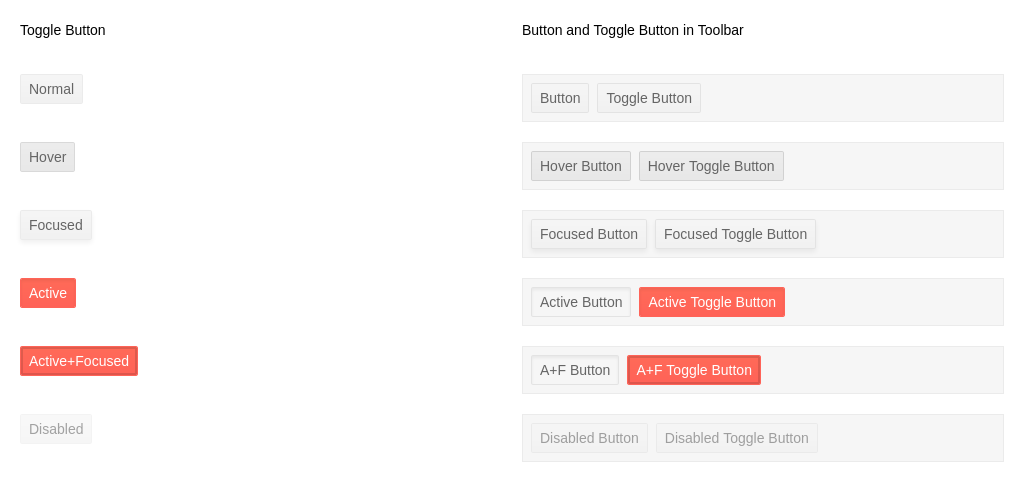 Toggle Button
Normal
Hover
Focused
Active
Active+Focused
Disabled
Button and Toggle Button in Toolbar
Button Toggle Button
Hover Button Hover Toggle Button
Focused Button Focused Toggle Button
Active Button Active Toggle Button
A+F Button A+F Toggle Button
Disabled Button Disabled Toggle Button